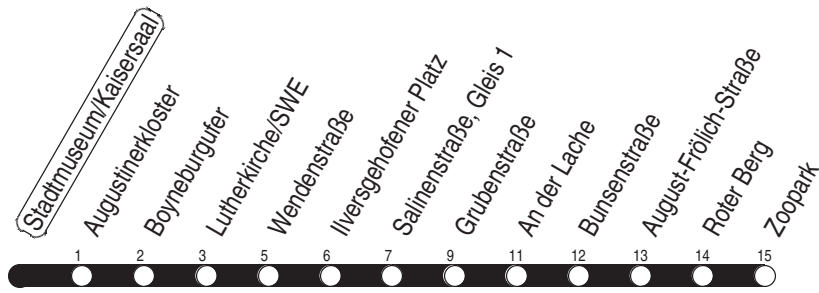 Stadtmuseum/Kaisersaal
Augustinerkloster
Boyneburgufer
Lutherkirche/SWE
Wendenstraße
Ilversgehofener Platz
Salinenstraße, Gleis 1
Grubenstraße
An der Lache
Bunsenstraße
August-Frölich-Straße
Roter Berg
Zoopark
1 2 3 5 6 7 9 11 12 13 14 15